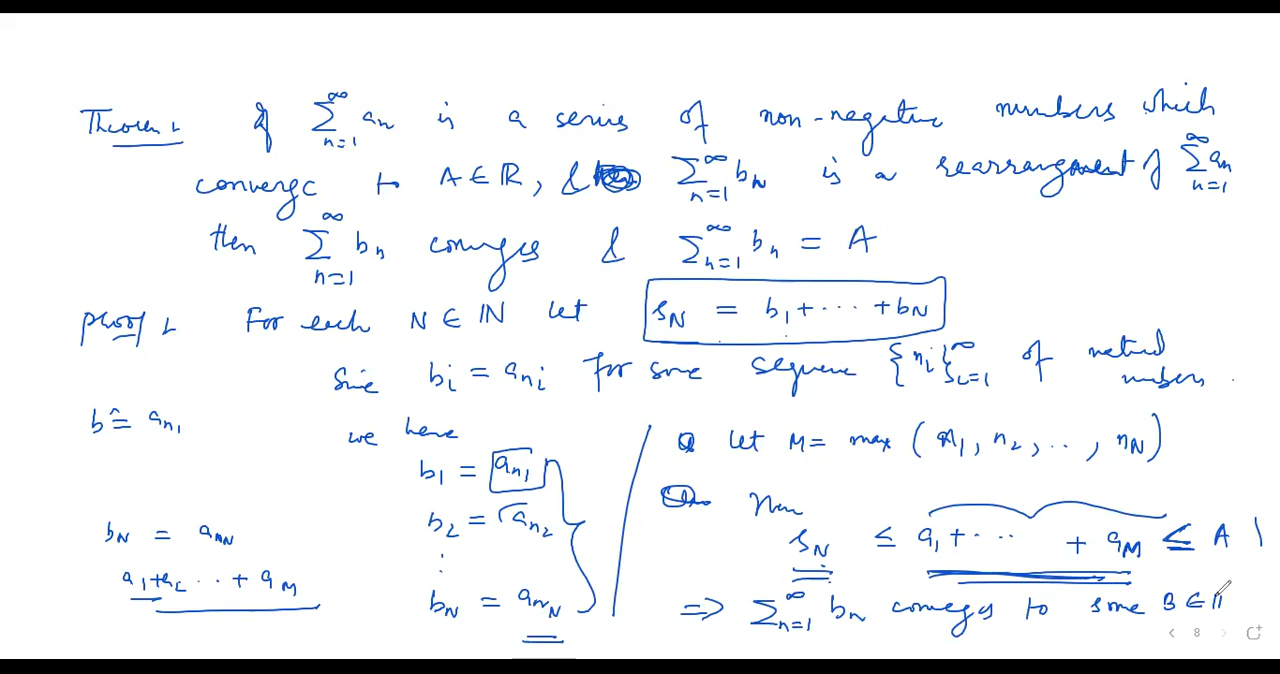 Theorem :- If ∑_{n=1}^{∞} a_n is a series of non-negative numbers which
converge to A ∈ ℝ, & ∑_{n=1}^{∞} b_n is a rearrangment of ∑_{n=1}^{∞} a_n
then ∑_{n=1}^{∞} b_n converges & ∑_{n=1}^{∞} b_n = A
Proof :- For each N ∈ ℕ let s_N = b_1 + ... + b_N
Since b_i = a_{n_i} for some sequence {n_i}_{i=1}^{∞} of natural
numbers.
b = a_{n_1}
we have
b_1 = a_{n_1}
b_2 = a_{n_2}
⋮
b_N = a_{n_N}
b_N = a_{n_N}
a_1 + a_2 ... + a_M
let M = max (n_1, n_2, ..., n_N)
Then
s_N ≤ a_1 + ... + a_M ≤ A
⇒ ∑_{n=1}^{∞} b_n converges to some B ∈
8